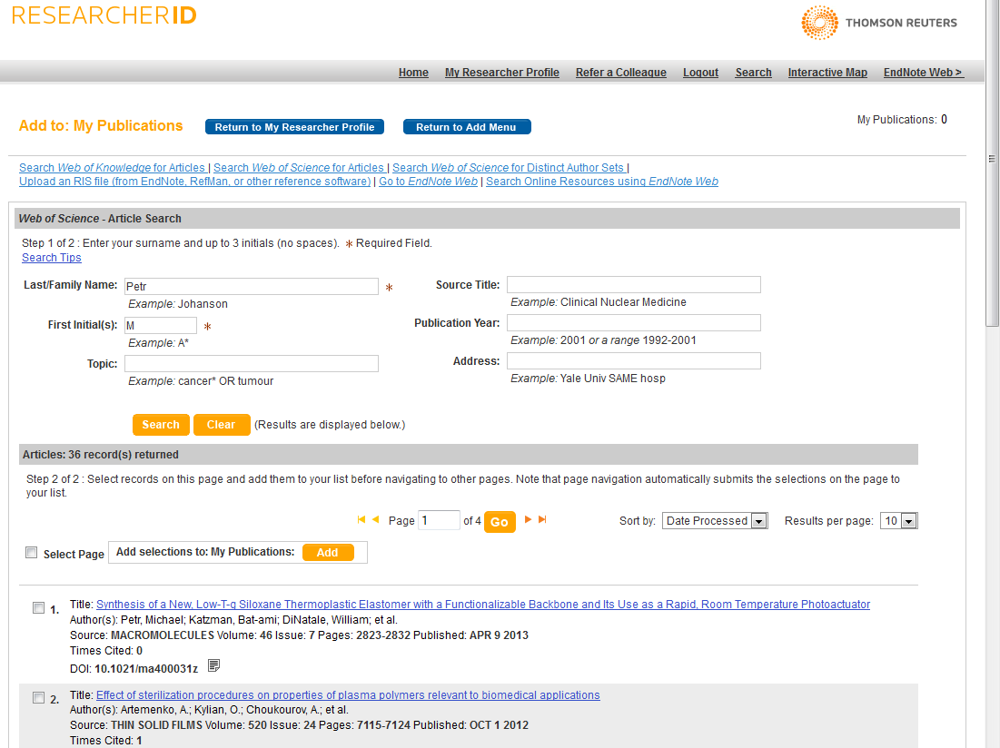 RESEARCHERID
THOMSON REUTERS
Home My Researcher Profile Refer a Colleague Logout Search Interactive Map EndNote Web >
Add to: My Publications Return to My Researcher Profile Return to Add Menu My Publications: 0
Search Web of Knowledge for Articles | Search Web of Science for Articles | Search Web of Science for Distinct Author Sets |
Upload an RIS file (from EndNote, RefMan, or other reference software) | Go to EndNote Web | Search Online Resources using EndNote Web
Web of Science - Article Search
Step 1 of 2 : Enter your surname and up to 3 initials (no spaces). * Required Field.
Search Tips
Last/Family Name: Petr * Source Title:
Example: Johanson Example: Clinical Nuclear Medicine
First Initial(s): M * Publication Year:
Example: A* Example: 2001 or a range 1992-2001
Topic: Address:
Example: cancer* OR tumour Example: Yale Univ SAME hosp
Search Clear (Results are displayed below.)
Articles: 36 record(s) returned
Step 2 of 2 : Select records on this page and add them to your list before navigating to other pages. Note that page navigation automatically submits the selections on the page to
your list.
Page 1 of 4 Go Sort by: Date Processed Results per page: 10
Select Page Add selections to: My Publications: Add
1. Title: Synthesis of a New, Low-T-g Siloxane Thermoplastic Elastomer with a Functionalizable Backbone and Its Use as a Rapid, Room Temperature Photoactuator
Author(s): Petr, Michael; Katzman, Bat-ami; DiNatale, William; et al.
Source: MACROMOLECULES Volume: 46 Issue: 7 Pages: 2823-2832 Published: APR 9 2013
Times Cited: 0
DOI: 10.1021/ma400031z
2. Title: Effect of sterilization procedures on properties of plasma polymers relevant to biomedical applications
Author(s): Artemenko, A.; Kylian, O.; Choukourov, A.; et al.
Source: THIN SOLID FILMS Volume: 520 Issue: 24 Pages: 7115-7124 Published: OCT 1 2012
Times Cited: 1